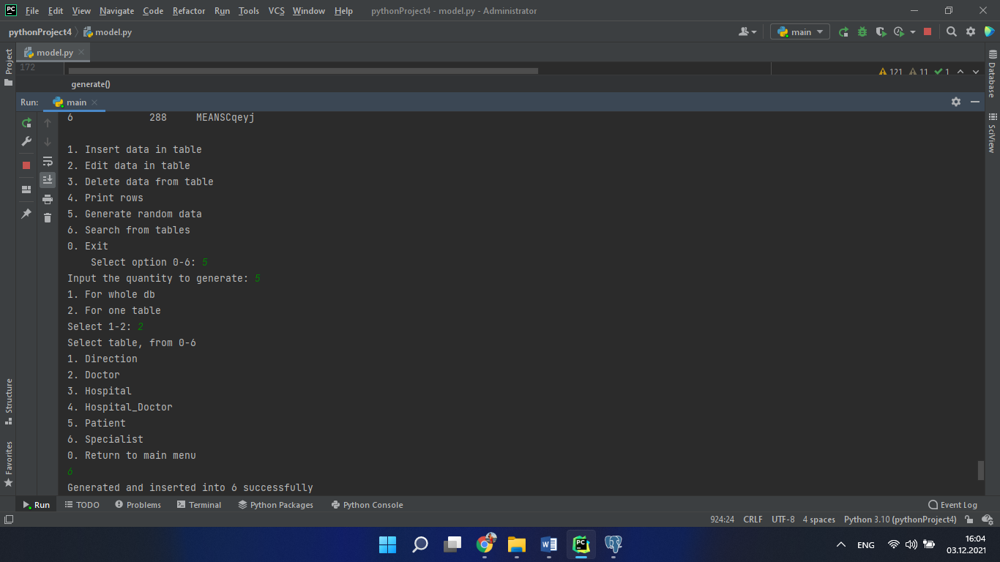 PC File Edit View Navigate Code Refactor Run Tools VCS Window Help pythonProject4 - model.py - Administrator
pythonProject4 model.py main
Project
model.py
172 121 11 1
generate()
Database
SciView
Run: main
6 288 MEANSCqeyj
1. Insert data in table
2. Edit data in table
3. Delete data from table
4. Print rows
5. Generate random data
6. Search from tables
0. Exit
Select option 0-6: 5
Input the quantity to generate: 5
1. For whole db
2. For one table
Select 1-2: 2
Select table, from 0-6
1. Direction
2. Doctor
3. Hospital
4. Hospital_Doctor
5. Patient
6. Specialist
0. Return to main menu
6
Generated and inserted into 6 successfully
Structure
Favorites
Run TODO Problems Terminal Python Packages Python Console Event Log
924:24 CRLF UTF-8 4 spaces Python 3.10 (pythonProject4)
W PC ENG 16:04
03.12.2021